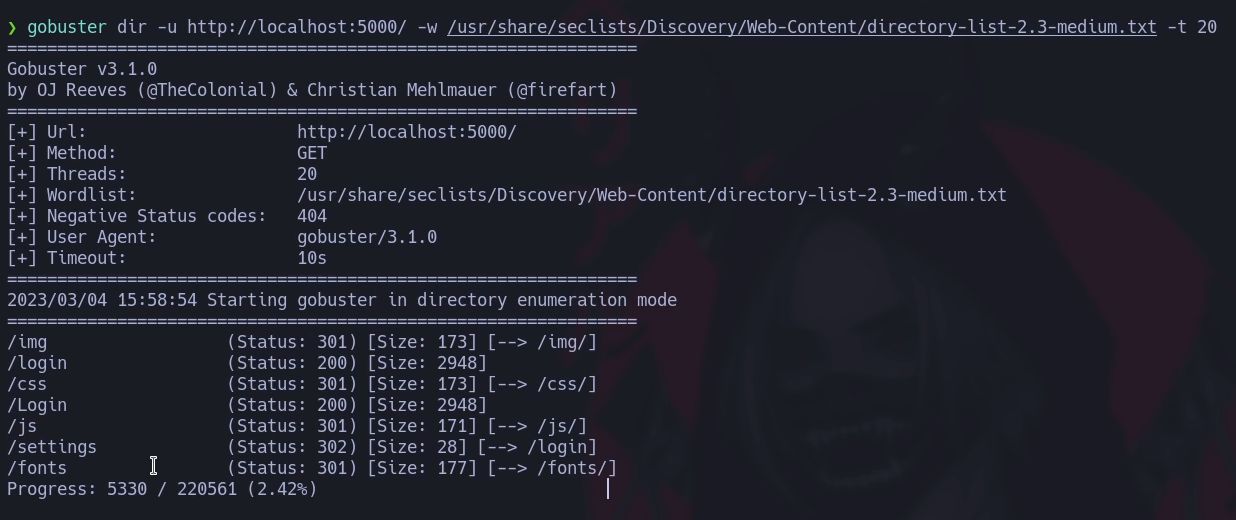 ❯ gobuster dir -u http://localhost:5000/ -w /usr/share/seclists/Discovery/Web-Content/directory-list-2.3-medium.txt -t 20
===============================================================
Gobuster v3.1.0
by OJ Reeves (@TheColonial) & Christian Mehlmauer (@firefart)
===============================================================
[+] Url:                     http://localhost:5000/
[+] Method:                  GET
[+] Threads:                 20
[+] Wordlist:                /usr/share/seclists/Discovery/Web-Content/directory-list-2.3-medium.txt
[+] Negative Status codes:   404
[+] User Agent:              gobuster/3.1.0
[+] Timeout:                 10s
===============================================================
2023/03/04 15:58:54 Starting gobuster in directory enumeration mode
===============================================================
/img                  (Status: 301) [Size: 173] [--> /img/]
/login                (Status: 200) [Size: 2948]
/css                  (Status: 301) [Size: 173] [--> /css/]
/Login                (Status: 200) [Size: 2948]
/js                   (Status: 301) [Size: 171] [--> /js/]
/settings             (Status: 302) [Size: 28] [--> /login]
/fonts                (Status: 301) [Size: 177] [--> /fonts/]
Progress: 5330 / 220561 (2.42%)